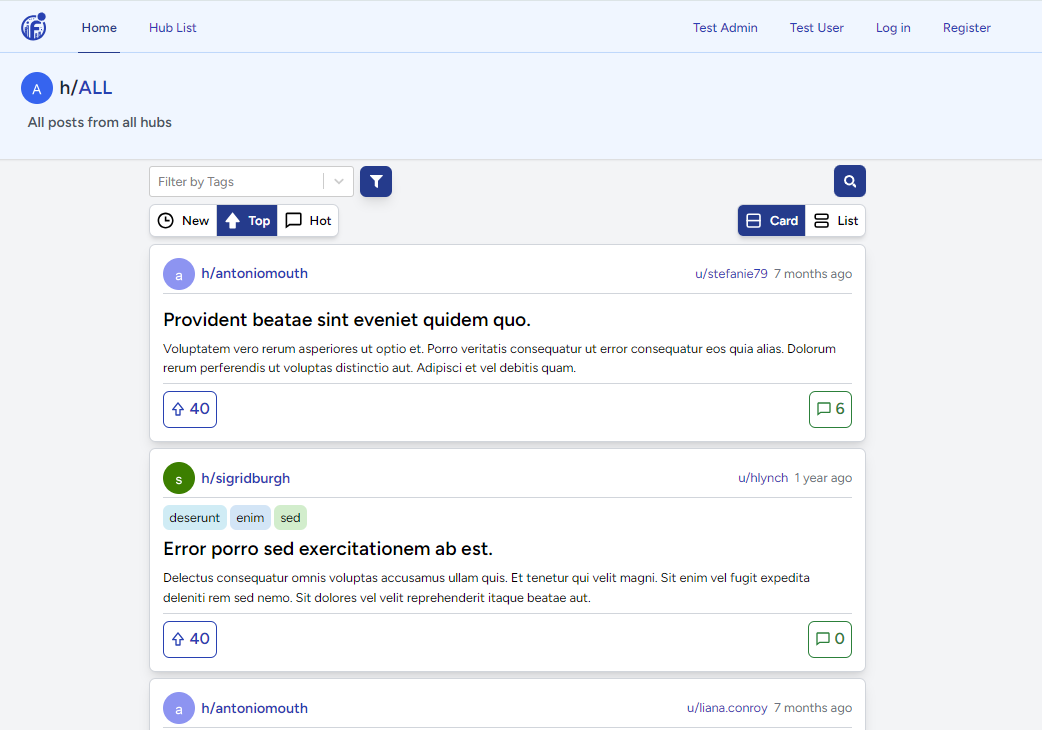 Home Hub List Test Admin Test User Log in Register
A h/ALL
All posts from all hubs
Filter by Tags
New Top Hot Card List
a h/antoniomouth u/stefanie79 7 months ago
Provident beatae sint eveniet quidem quo.
Voluptatem vero rerum asperiores ut optio et. Porro veritatis consequatur ut error consequatur eos quia alias. Dolorum
rerum perferendis ut voluptas distinctio aut. Adipisci et vel debitis quam.
40 6
s h/sigridburgh u/hlynch 1 year ago
deserunt enim sed
Error porro sed exercitationem ab est.
Delectus consequatur omnis voluptas accusamus ullam quis. Et tenetur qui velit magni. Sit enim vel fugit expedita
deleniti rem sed nemo. Sit dolores vel velit reprehenderit itaque beatae aut.
40 0
a h/antoniomouth u/liana.conroy 7 months ago